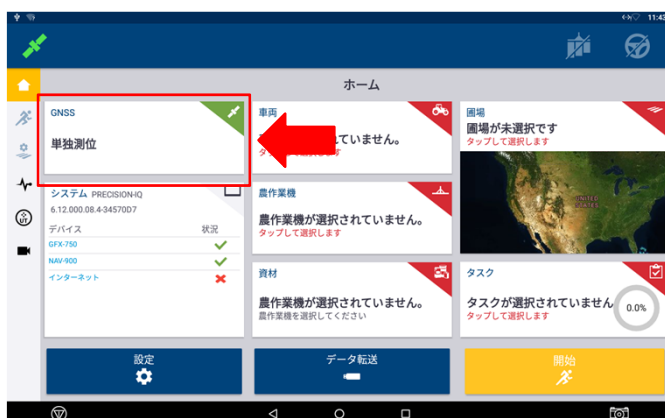 11:43
ホーム
GNSS
単独測位
車両
ていません。
圃場
圃場が未選択です
タップして選択します
UNITED
STATES
システム PRECISION-IQ
6.12.000.08.4-34570D7
デバイス 状況
GFX-750
NAV-900
インターネット
農作業機
農作業機が選択されていません。
タップして選択します
資材
農作業機が選択されていません。
農作業機を選択してください
タスク
タスクが選択されていません
タップして選択します
0.0%
設定
データ転送
開始
UT